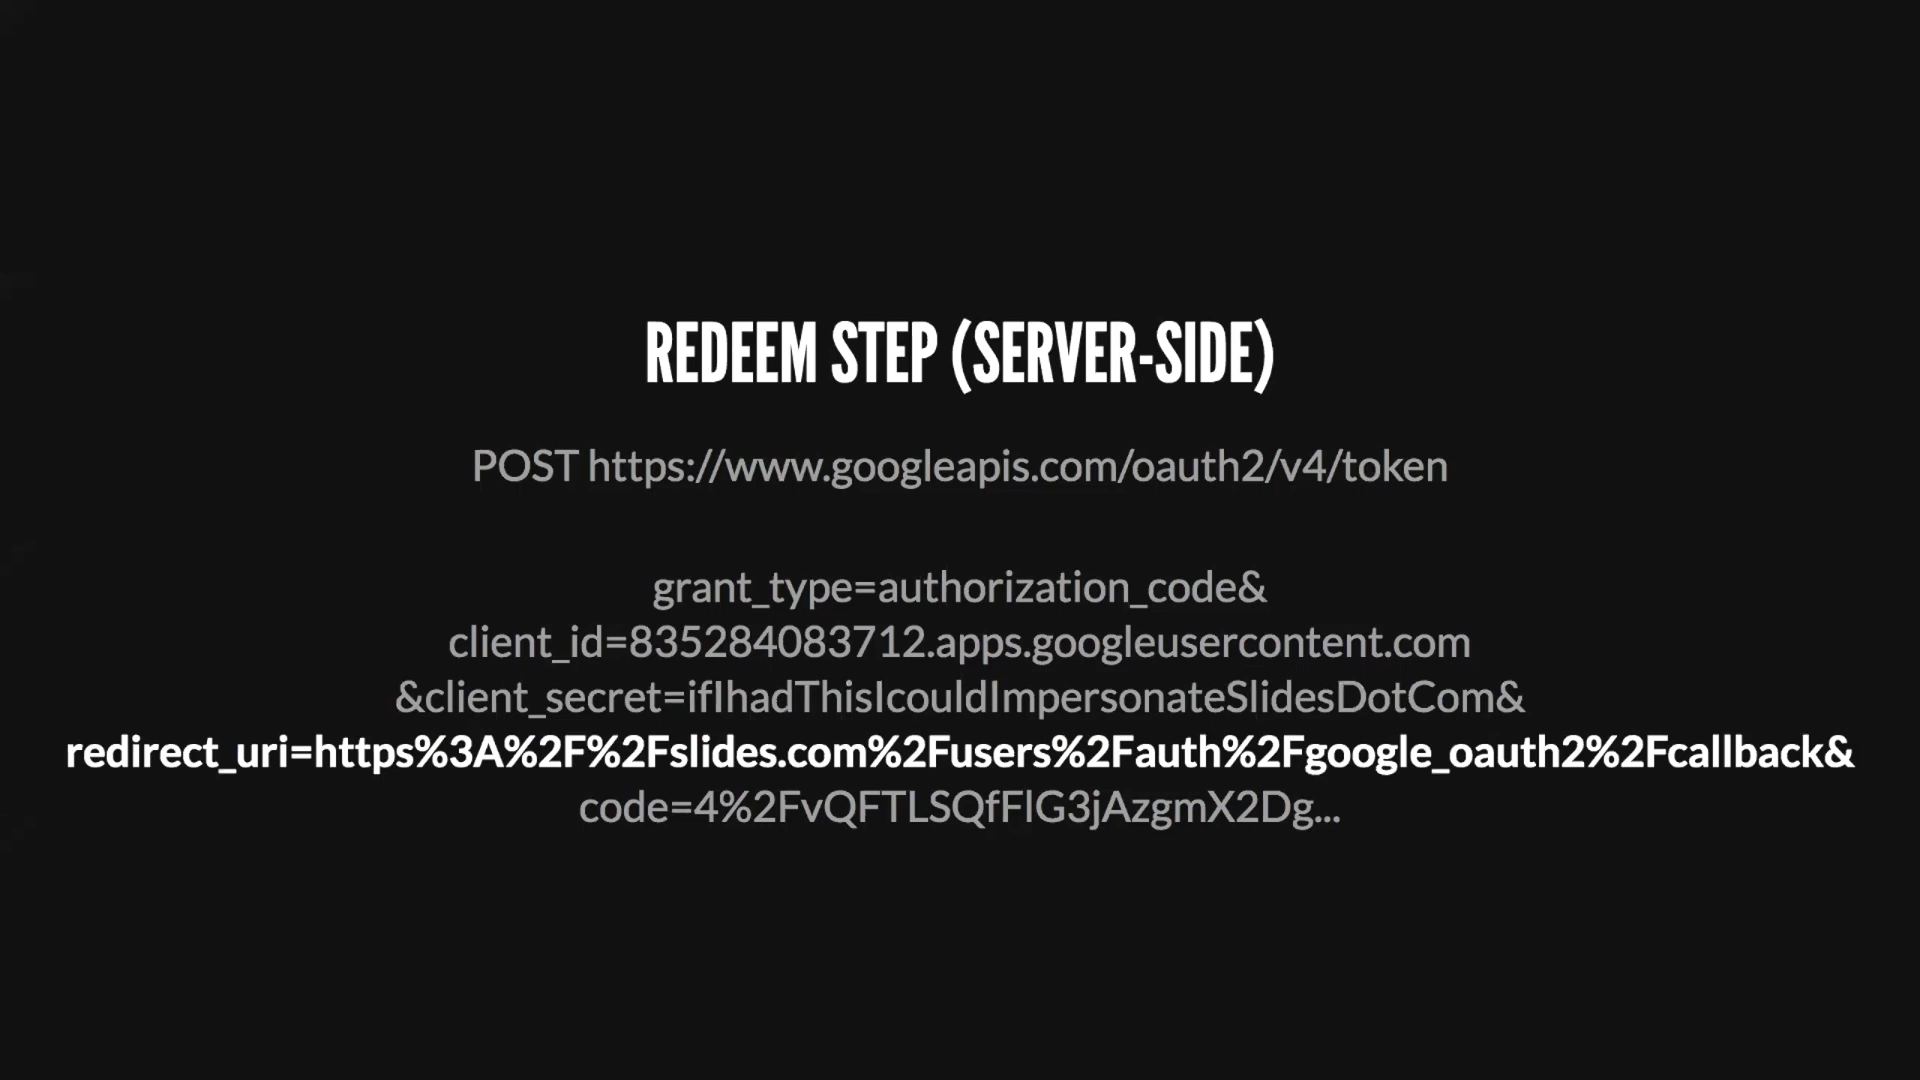 REDEEM STEP (SERVER-SIDE)
POST https://www.googleapis.com/oauth2/v4/token
grant_type=authorization_code&
client_id=835284083712.apps.googleusercontent.com
&client_secret=ifIhadThisIcouldImpersonateSlidesDotCom&
redirect_uri=https%3A%2F%2Fslides.com%2Fusers%2Fauth%2Fgoogle_oauth2%2Fcallback&
code=4%2FvQFTLSQfFlG3jAzgmX2Dg...